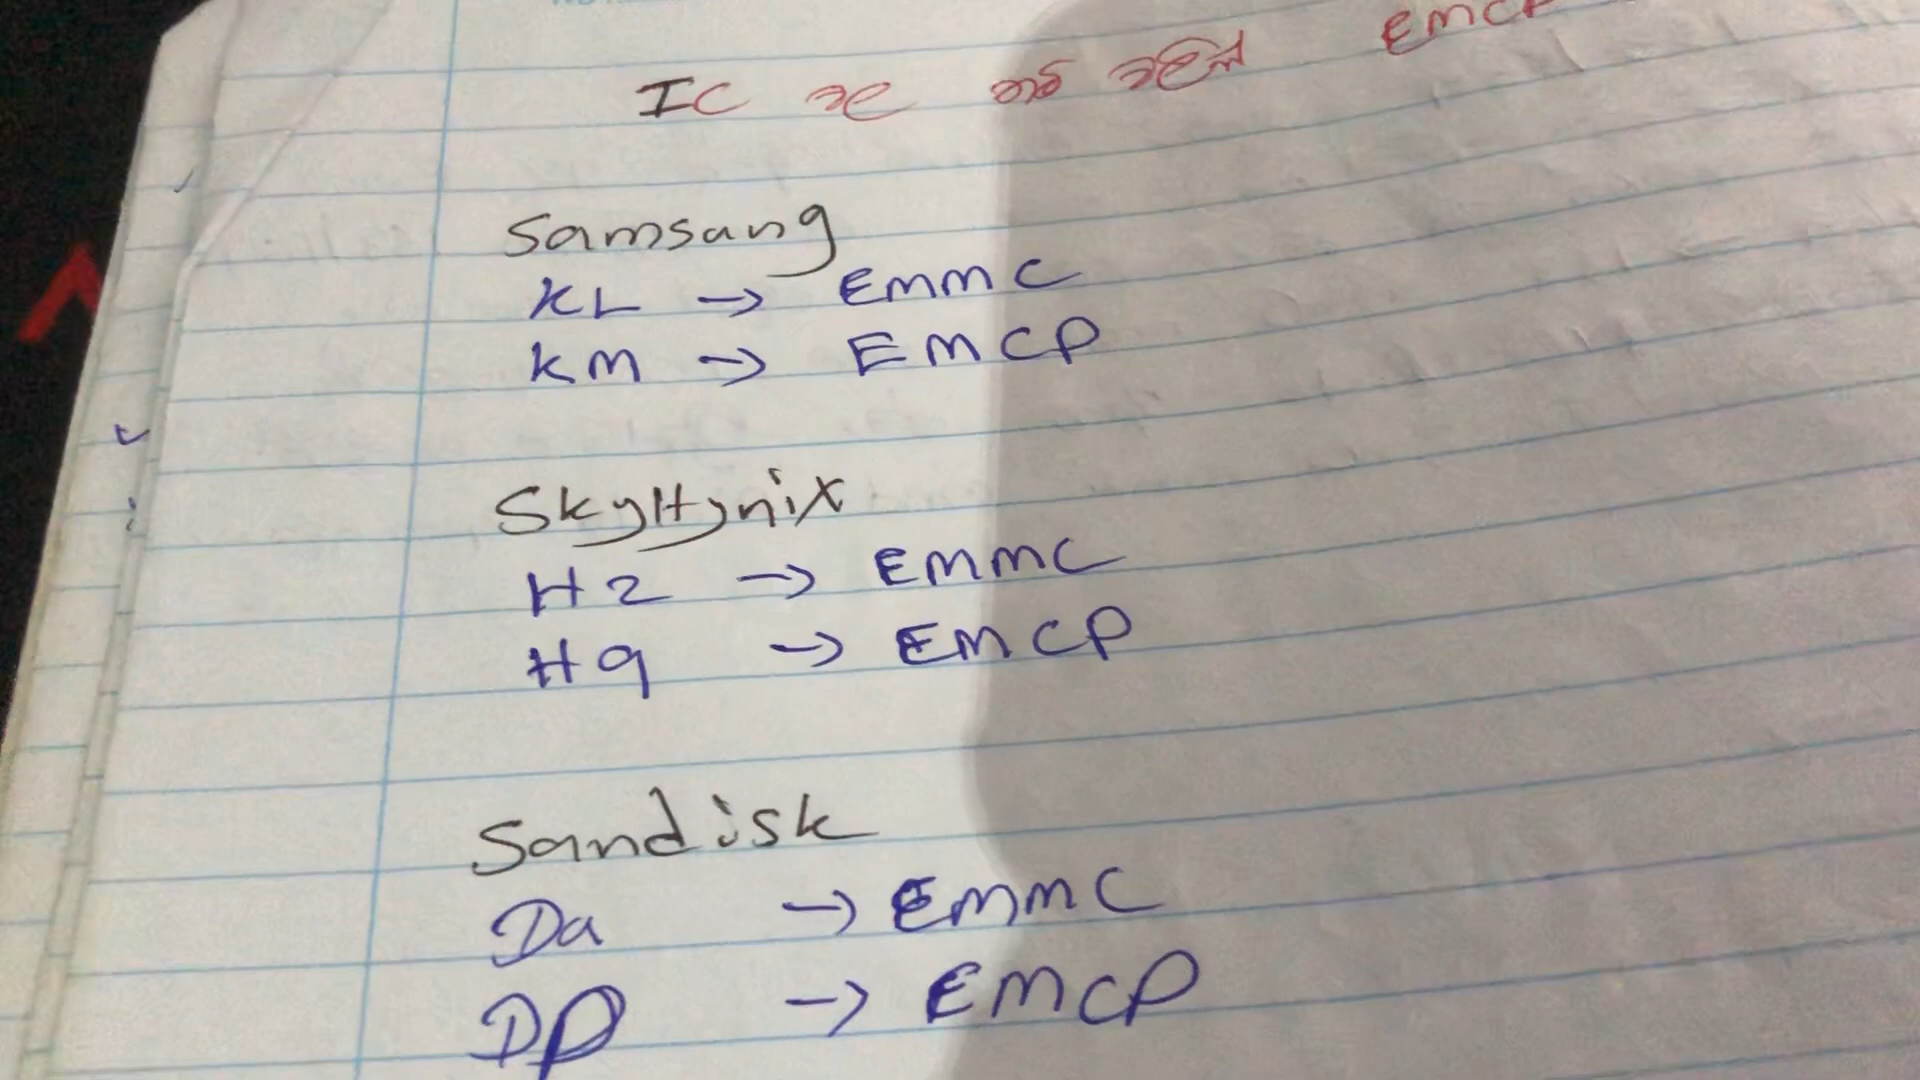 IC වල නම් වලින් EMCP
Samsang
KL → EMMC
KM → EMCP
SkyHynix
H2 → EMMC
H9 → EMCP
Sandisk
Da → EMMC
DP → EMCP